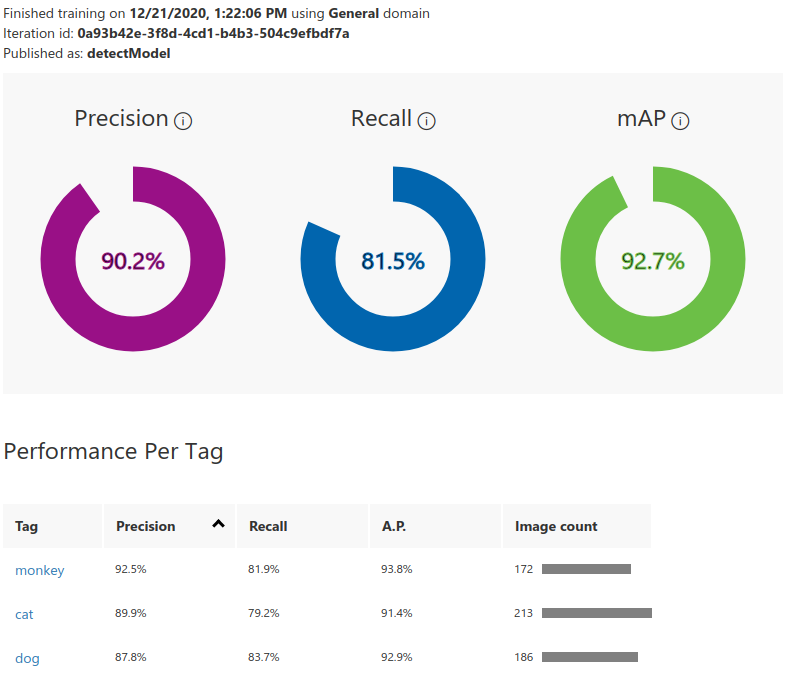 Finished training on 12/21/2020, 1:22:06 PM using General domain
Iteration id: 0a93b42e-3f8d-4cd1-b4b3-504c9efbdf7a
Published as: detectModel
Precision i Recall i mAP i
90.2% 81.5% 92.7%
Performance Per Tag
Tag Precision Recall A.P. Image count
monkey 92.5% 81.9% 93.8% 172
cat 89.9% 79.2% 91.4% 213
dog 87.8% 83.7% 92.9% 186